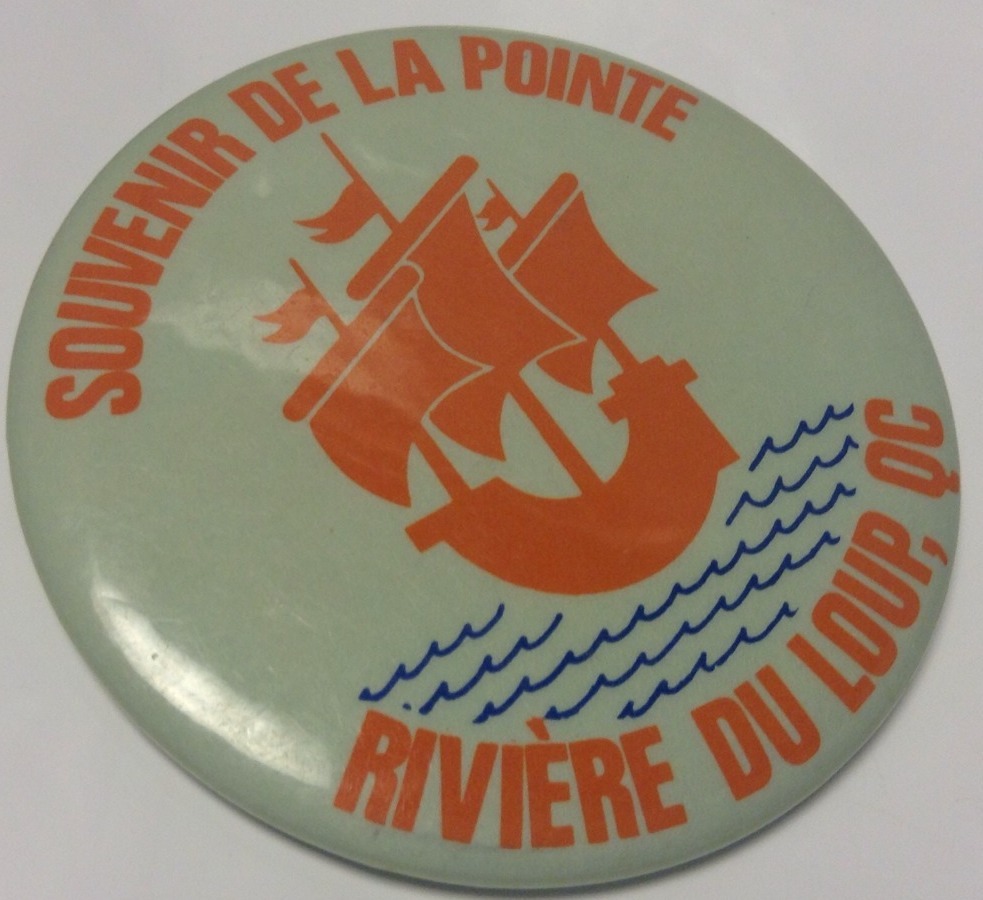 SOUVENIR DE LA POINTE
RIVIÈRE DU LOUP, QC